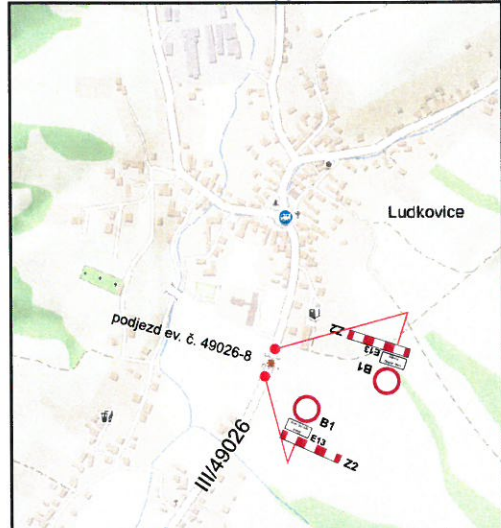 Ludkovice
podjezd ev. č. 49026-8
Z2
E13
B1
III/49026
B1
E13
Z2